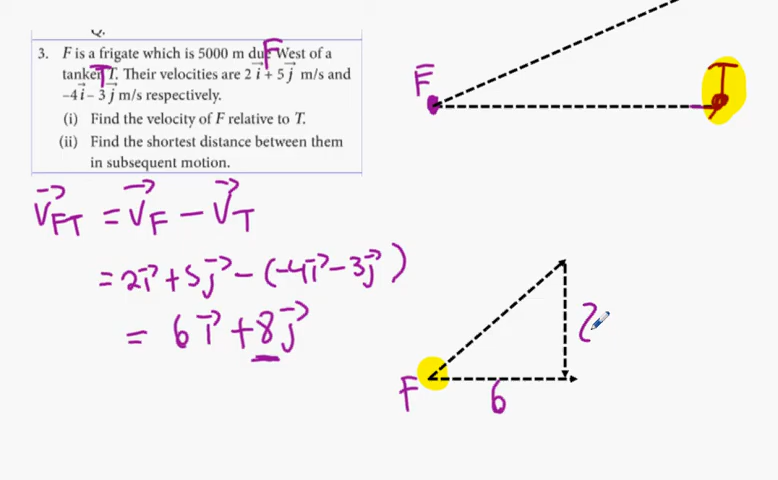 3. F is a frigate which is 5000 m due West of a
F
tanker T. Their velocities are 2 i⃗ + 5 j⃗ m/s and
T
–4 i⃗ – 3 j⃗ m/s respectively.
(i) Find the velocity of F relative to T.
(ii) Find the shortest distance between them
in subsequent motion.
F
T
V⃗FT = V⃗F − V⃗T
= 2i⃗ + 5j⃗ − (−4i⃗ − 3j⃗)
= 6i⃗ + 8j⃗
F
6